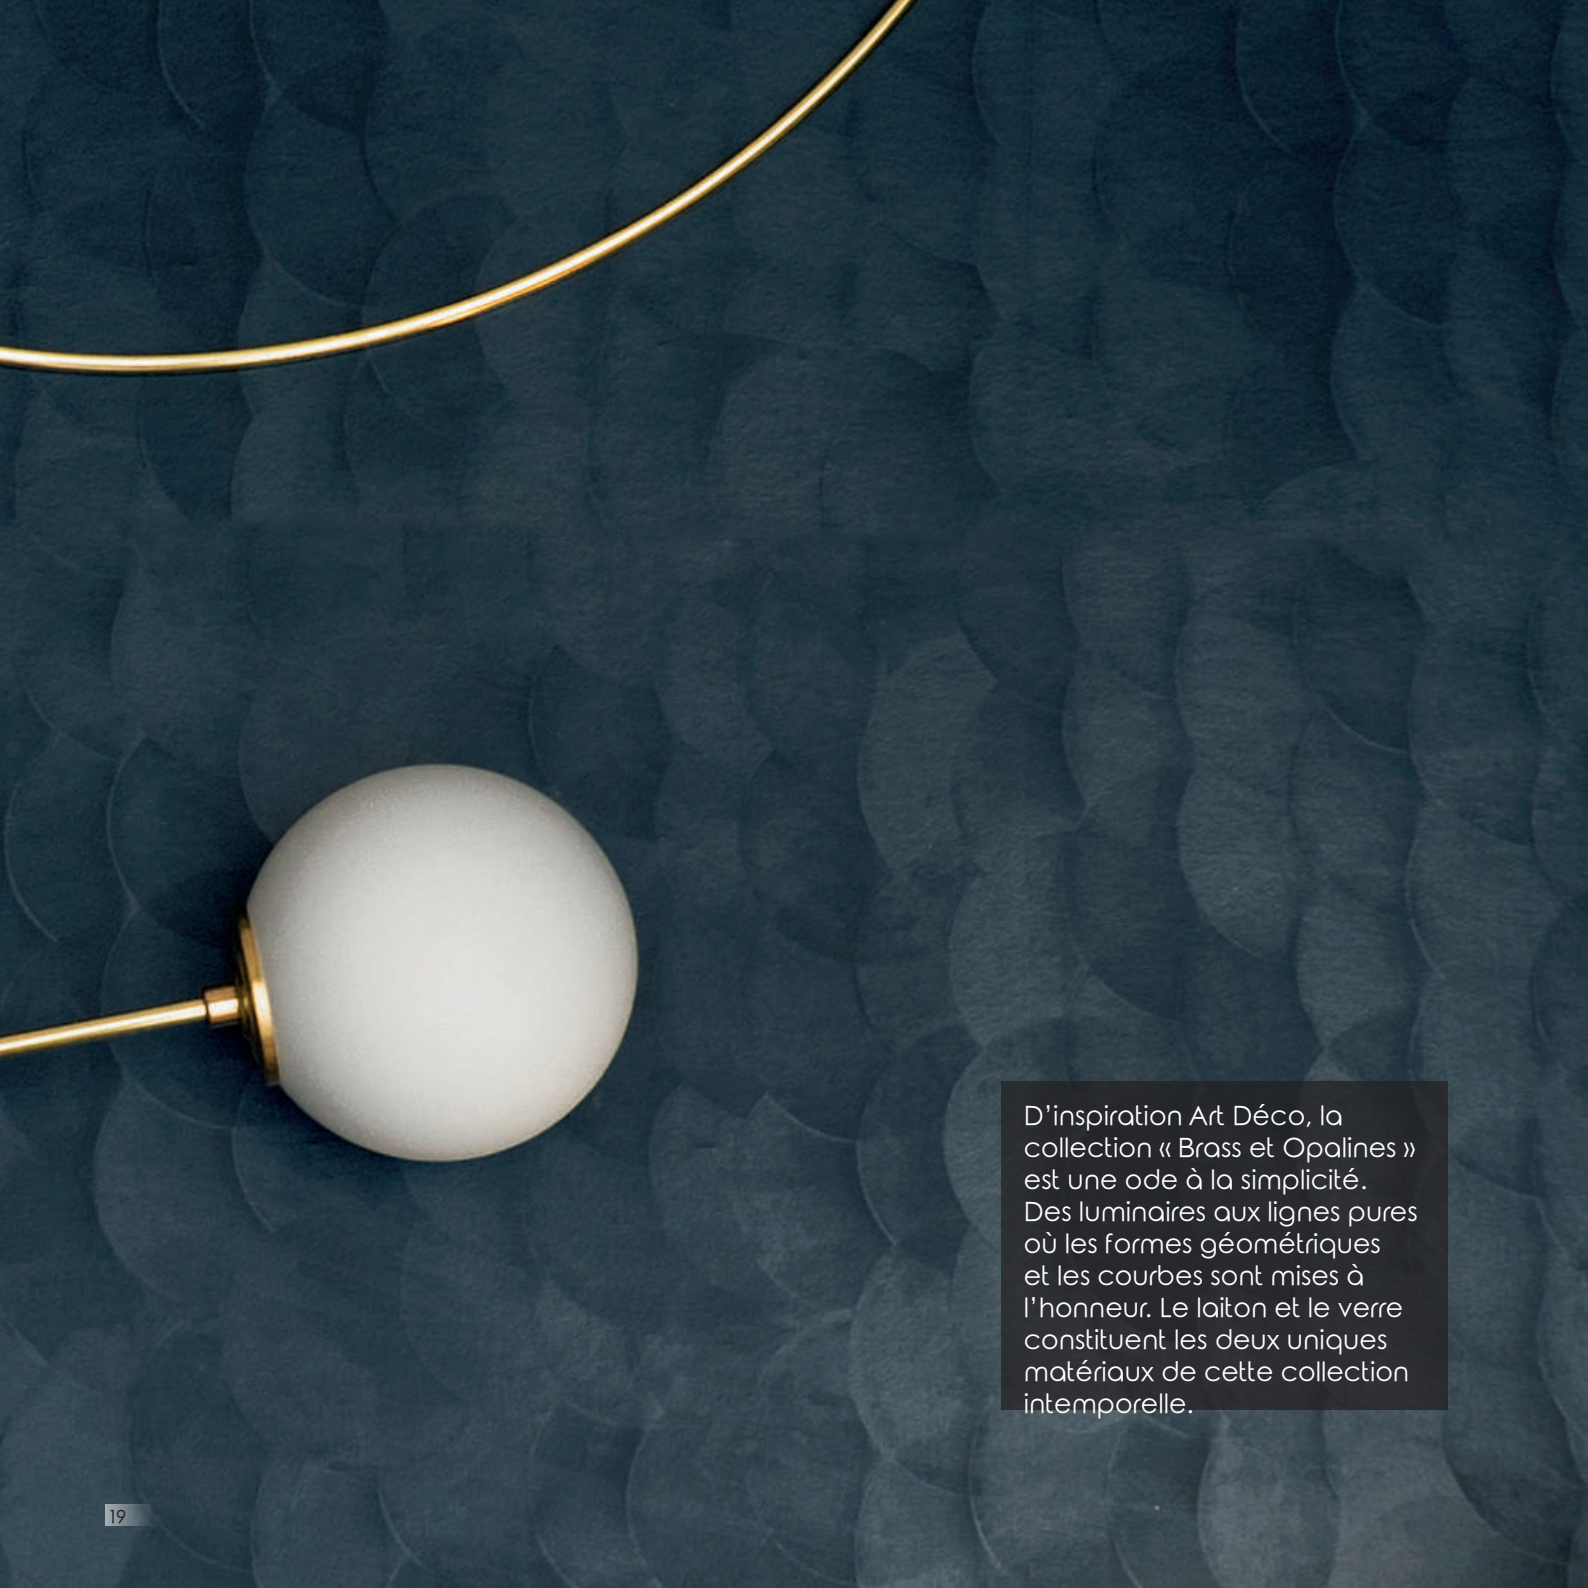 D'inspiration Art Déco, la
collection « Brass et Opalines »
est une ode à la simplicité.
Des luminaires aux lignes pures
où les formes géométriques
et les courbes sont mises à
l'honneur. Le laiton et le verre
constituent les deux uniques
matériaux de cette collection
intemporelle.
19